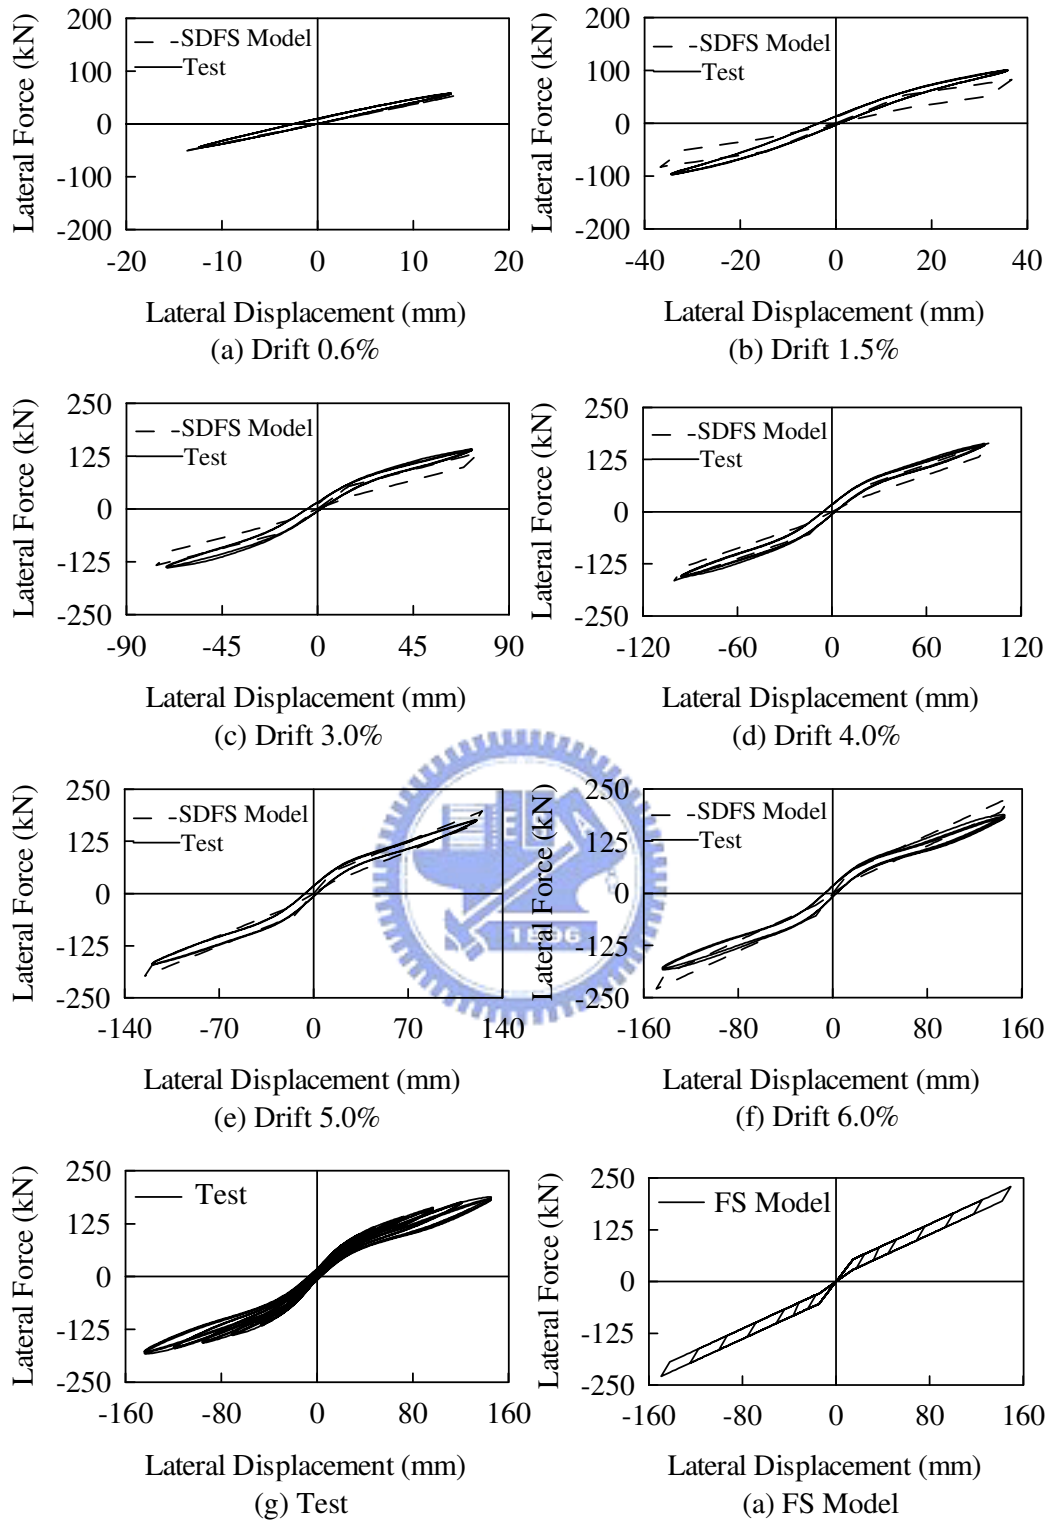 Lateral Force (kN)
200
100
0
-100
-200
- -SDFS Model
Test
-20 -10 0 10 20
Lateral Displacement (mm)
(a) Drift 0.6%
Lateral Force (kN)
200
100
0
-100
-200
-SDFS Model
Test
-40 -20 0 20 40
Lateral Displacement (mm)
(b) Drift 1.5%
Lateral Force (kN)
250
125
0
-125
-250
-SDFS Model
Test
-90 -45 0 45 90
Lateral Displacement (mm)
(c) Drift 3.0%
Lateral Force (kN)
250
125
0
-125
-250
-SDFS Model
Test
-120 -60 0 60 120
Lateral Displacement (mm)
(d) Drift 4.0%
Lateral Force (kN)
250
125
0
-125
-250
-SDFS Model
Test
-140 -70 0 70 140
Lateral Displacement (mm)
(e) Drift 5.0%
Lateral Force (kN)
250
125
0
-125
-250
-SDFS Model
Test
-160 -80 0 80 160
Lateral Displacement (mm)
(f) Drift 6.0%
E S A
1896
Lateral Force (kN)
250
125
0
-125
-250
Test
-160 -80 0 80 160
Lateral Displacement (mm)
(g) Test
Lateral Force (kN)
250
125
0
-125
-250
FS Model
-160 -80 0 80 160
Lateral Displacement (mm)
(a) FS Model